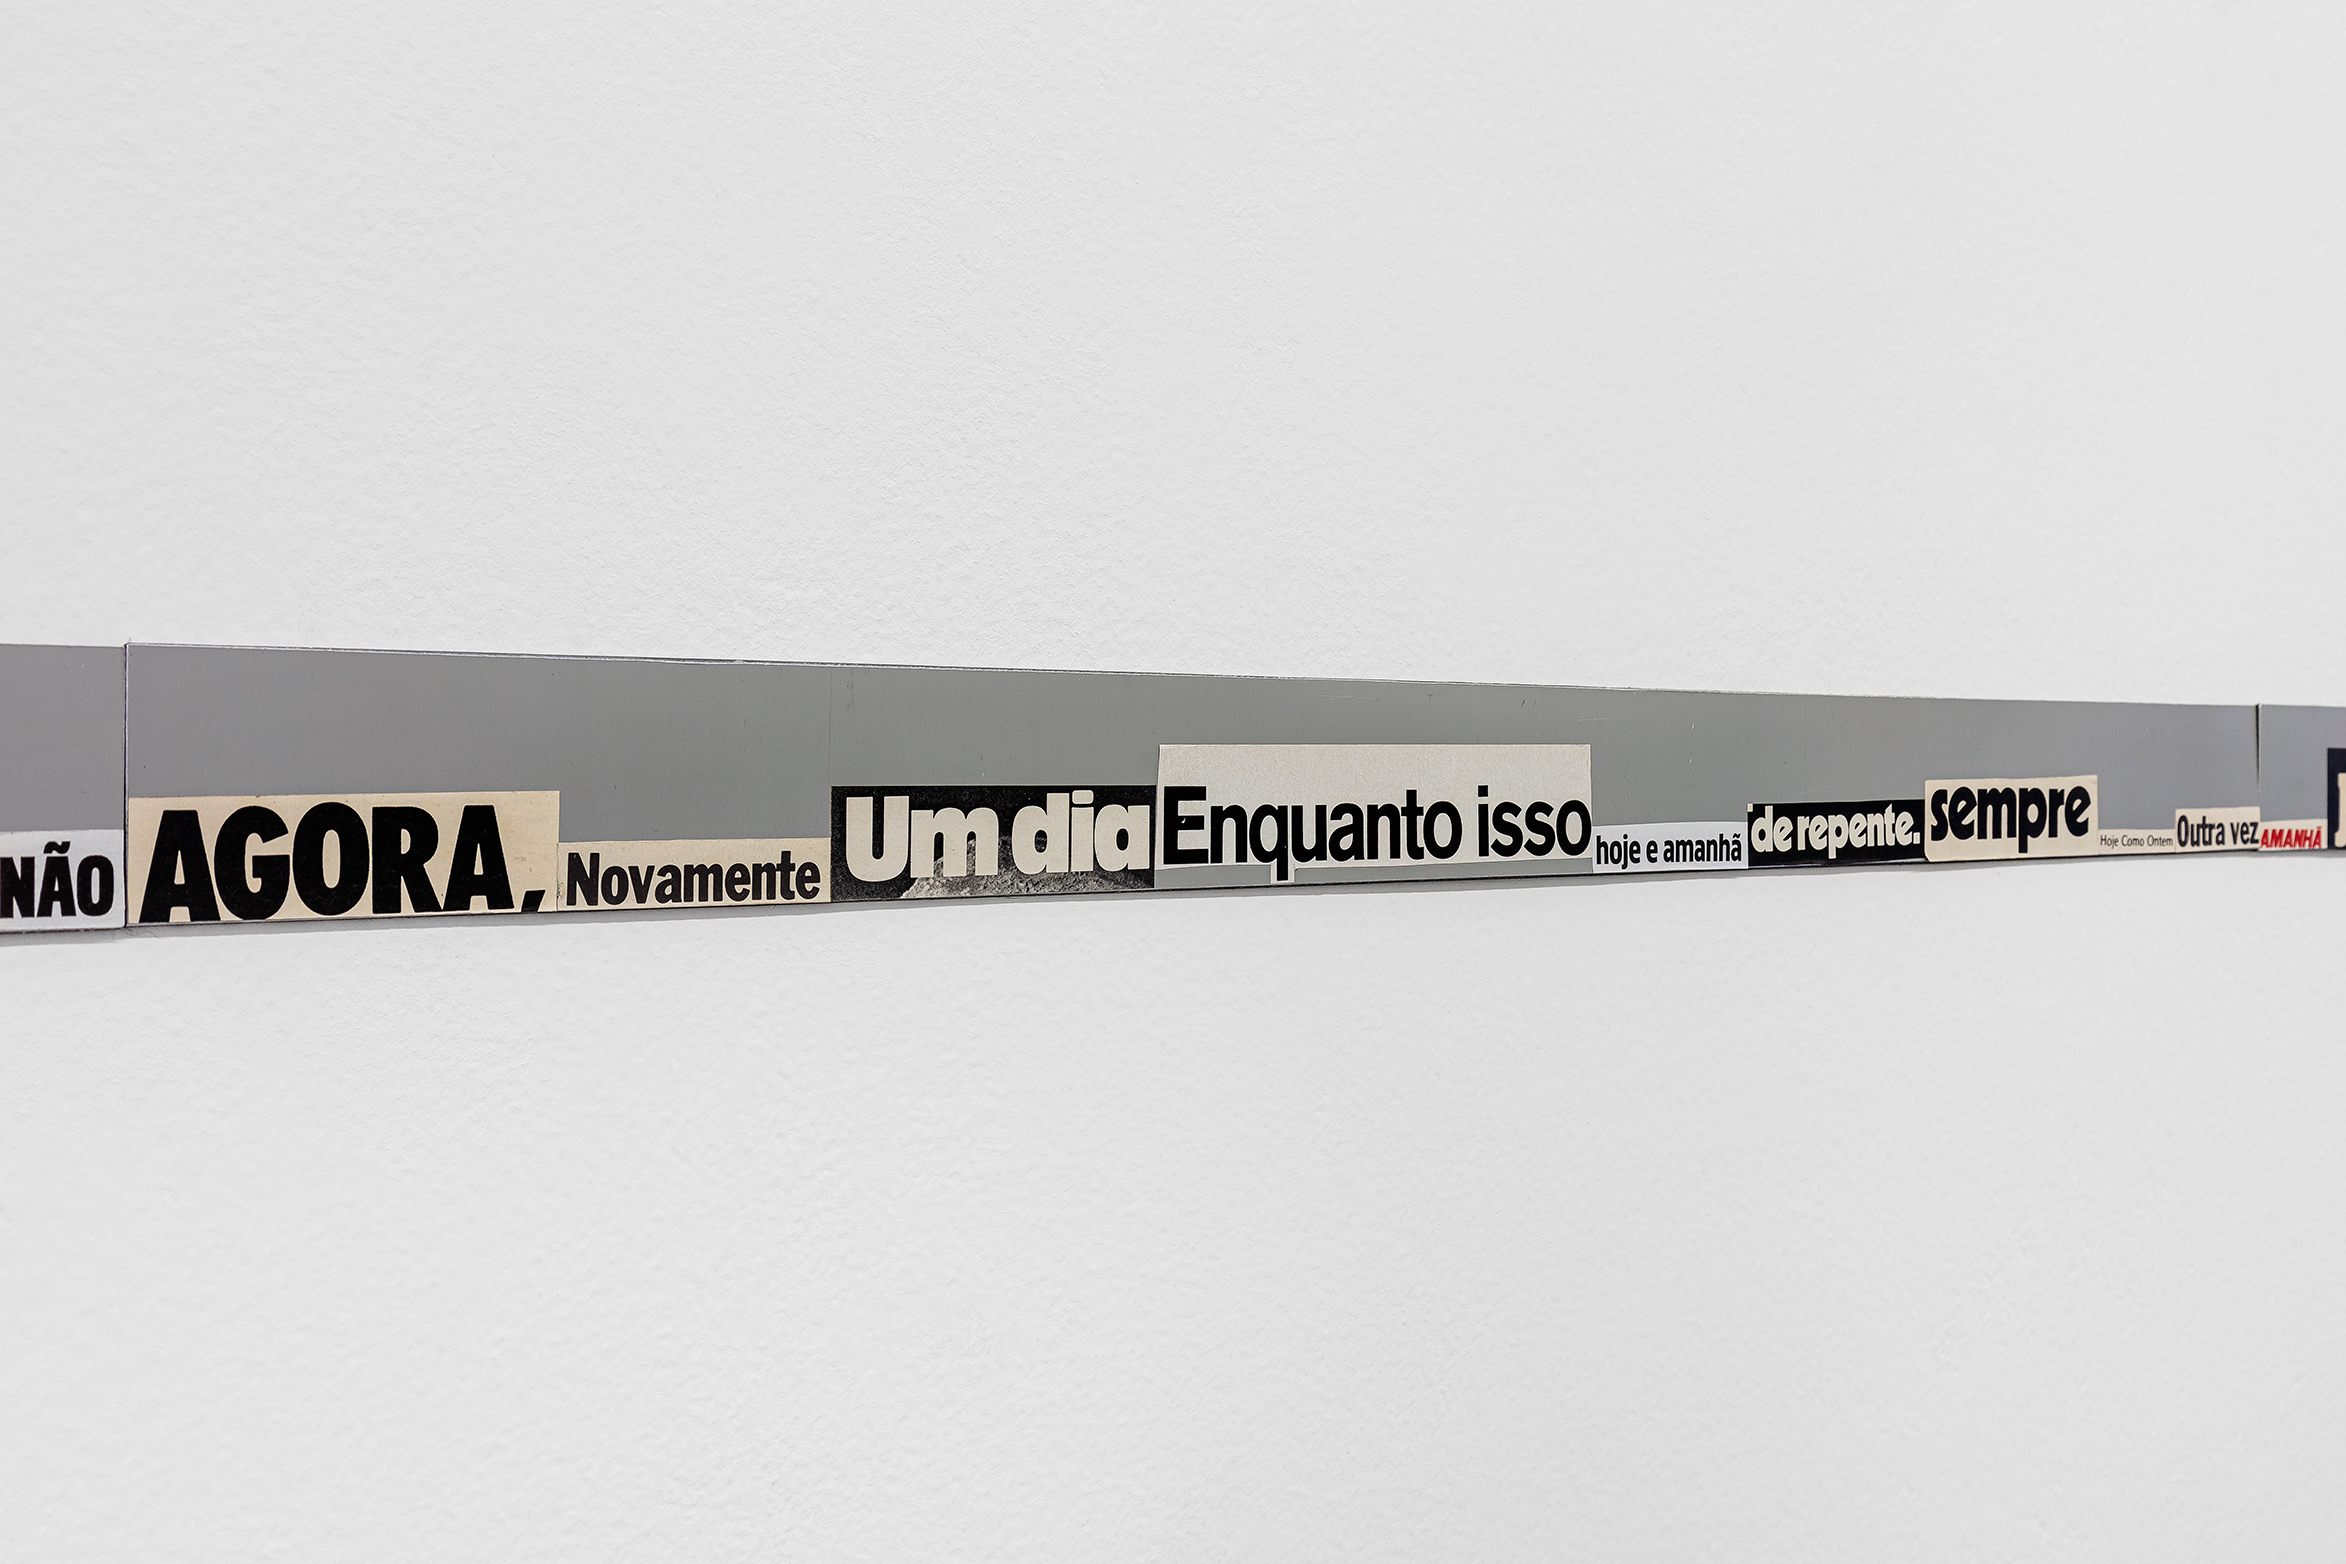 NÃO AGORA, Novamente Um dia Enquanto isso hoje e amanhã de repente. sempre Hoje Como Ontem Outra vez AMANHÃ